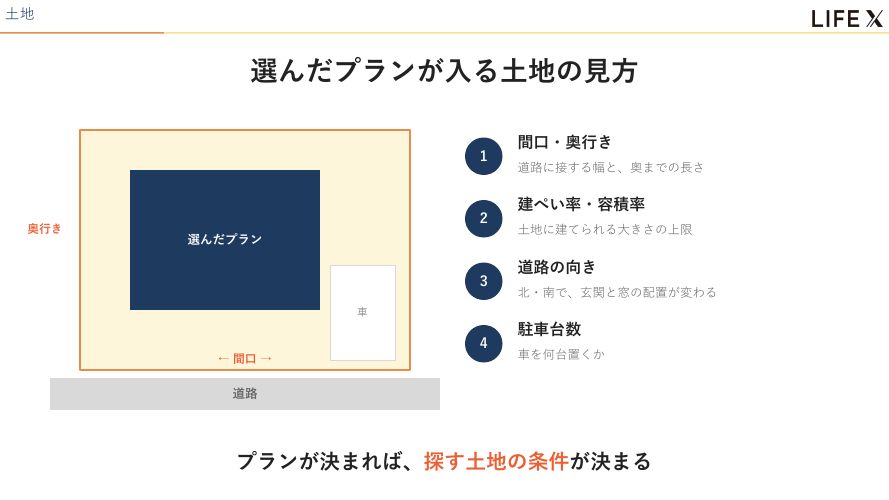 土地
LIFE X
選んだプランが入る土地の見方
奥行き
選んだプラン
車
← 間口 →
道路
1
間口・奥行き
道路に接する幅と、奥までの長さ
2
建ぺい率・容積率
土地に建てられる大きさの上限
3
道路の向き
北・南で、玄関と窓の配置が変わる
4
駐車台数
車を何台置くか
プランが決まれば、探す土地の条件が決まる